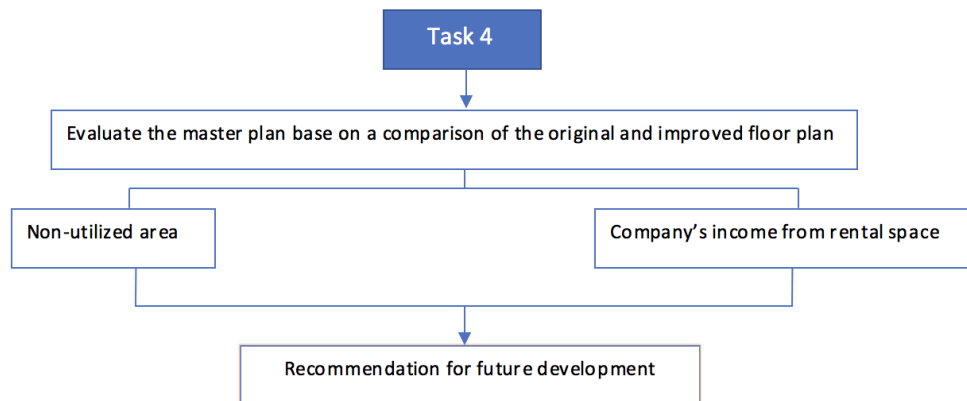 Task 4
Evaluate the master plan base on a comparison of the original and improved floor plan
Non-utilized area
Company’s income from rental space
Recommendation for future development